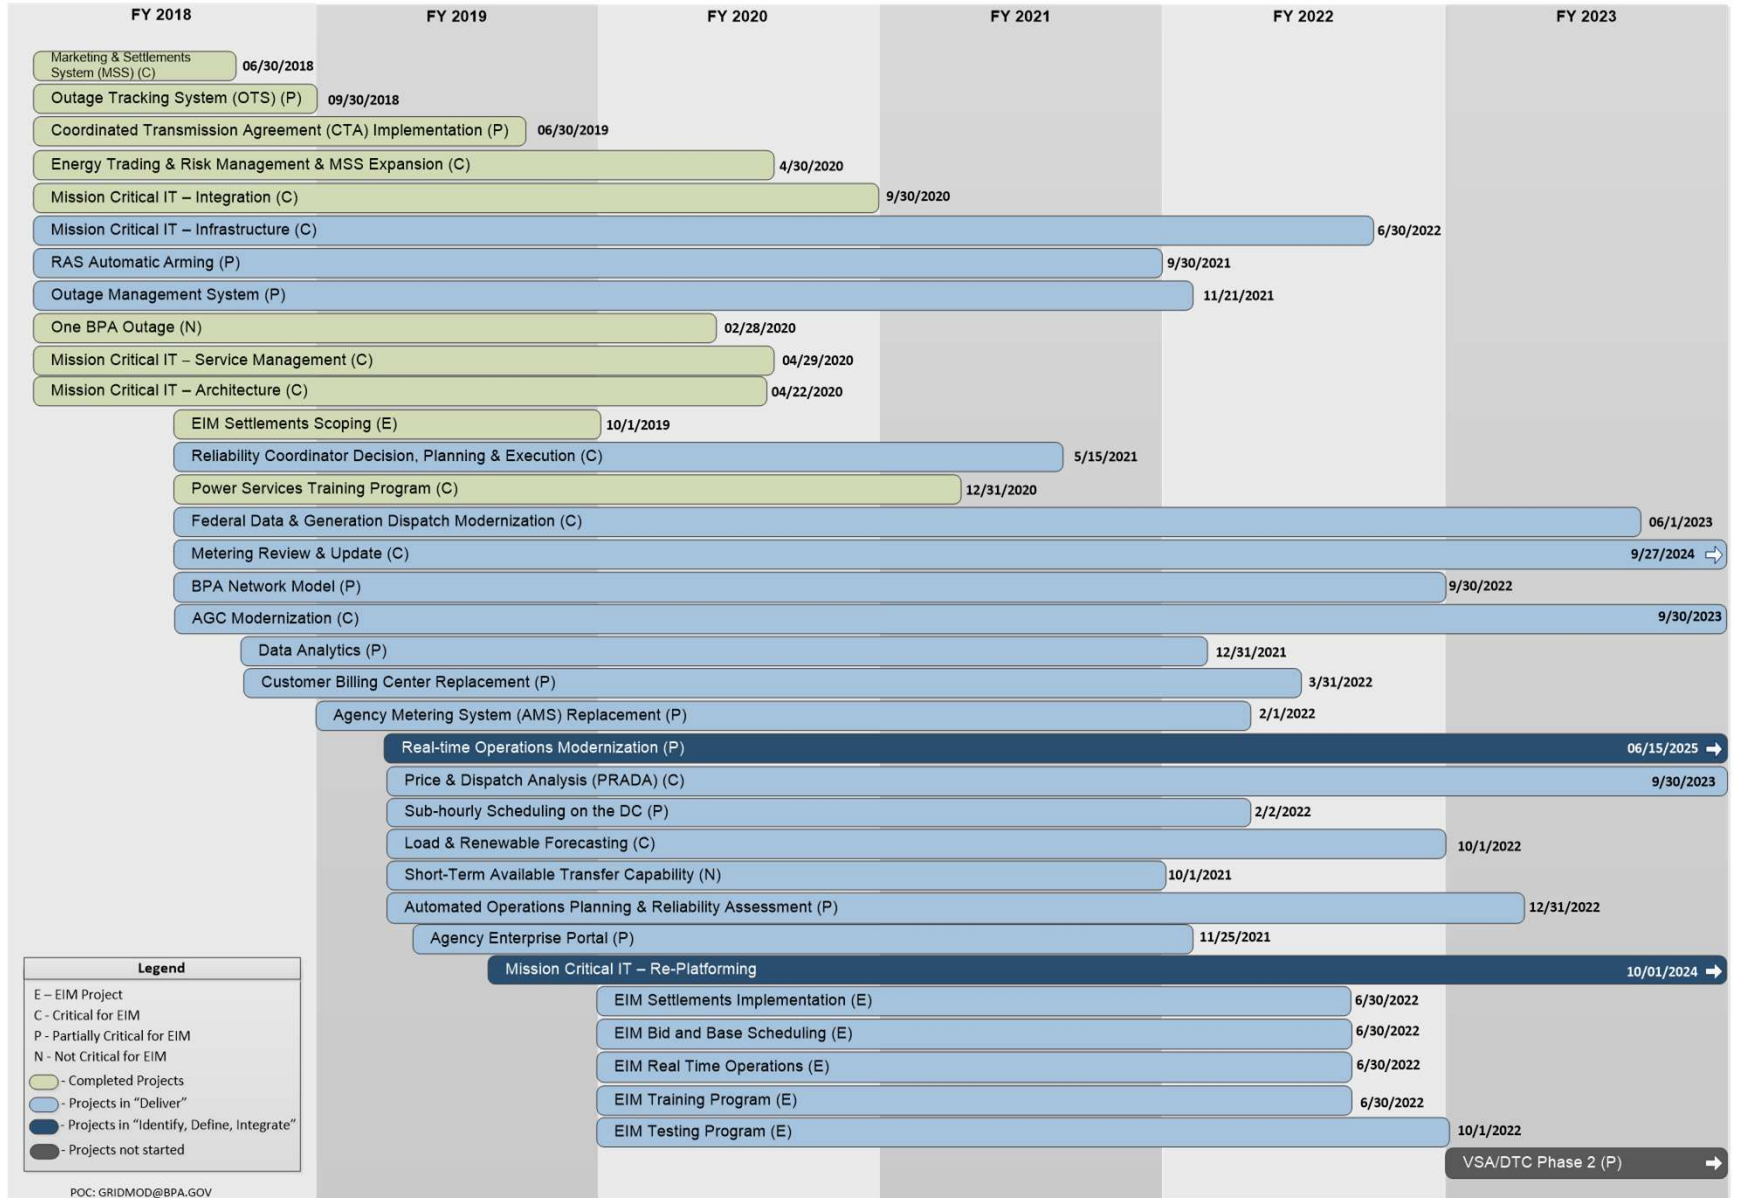 FY 2018 FY 2019 FY 2020 FY 2021 FY 2022 FY 2023
Marketing & Settlements
System (MSS) (C) 06/30/2018
Outage Tracking System (OTS) (P) 09/30/2018
Coordinated Transmission Agreement (CTA) Implementation (P) 06/30/2019
Energy Trading & Risk Management & MSS Expansion (C) 4/30/2020
Mission Critical IT – Integration (C) 9/30/2020
Mission Critical IT – Infrastructure (C) 6/30/2022
RAS Automatic Arming (P) 9/30/2021
Outage Management System (P) 11/21/2021
One BPA Outage (N) 02/28/2020
Mission Critical IT – Service Management (C) 04/29/2020
Mission Critical IT – Architecture (C) 04/22/2020
EIM Settlements Scoping (E) 10/1/2019
Reliability Coordinator Decision, Planning & Execution (C) 5/15/2021
Power Services Training Program (C) 12/31/2020
Federal Data & Generation Dispatch Modernization (C) 06/1/2023
Metering Review & Update (C) 9/27/2024
BPA Network Model (P) 9/30/2022
AGC Modernization (C) 9/30/2023
Data Analytics (P) 12/31/2021
Customer Billing Center Replacement (P) 3/31/2022
Agency Metering System (AMS) Replacement (P) 2/1/2022
Real-time Operations Modernization (P) 06/15/2025
Price & Dispatch Analysis (PRADA) (C) 9/30/2023
Sub-hourly Scheduling on the DC (P) 2/2/2022
Load & Renewable Forecasting (C) 10/1/2022
Short-Term Available Transfer Capability (N) 10/1/2021
Automated Operations Planning & Reliability Assessment (P) 12/31/2022
Agency Enterprise Portal (P) 11/25/2021
Mission Critical IT – Re-Platforming 10/01/2024
EIM Settlements Implementation (E) 6/30/2022
EIM Bid and Base Scheduling (E) 6/30/2022
EIM Real Time Operations (E) 6/30/2022
EIM Training Program (E) 6/30/2022
EIM Testing Program (E) 10/1/2022
VSA/DTC Phase 2 (P)
Legend
E – EIM Project
C - Critical for EIM
P - Partially Critical for EIM
N - Not Critical for EIM
- Completed Projects
- Projects in “Deliver”
- Projects in “Identify, Define, Integrate”
- Projects not started
POC: GRIDMOD@BPA.GOV